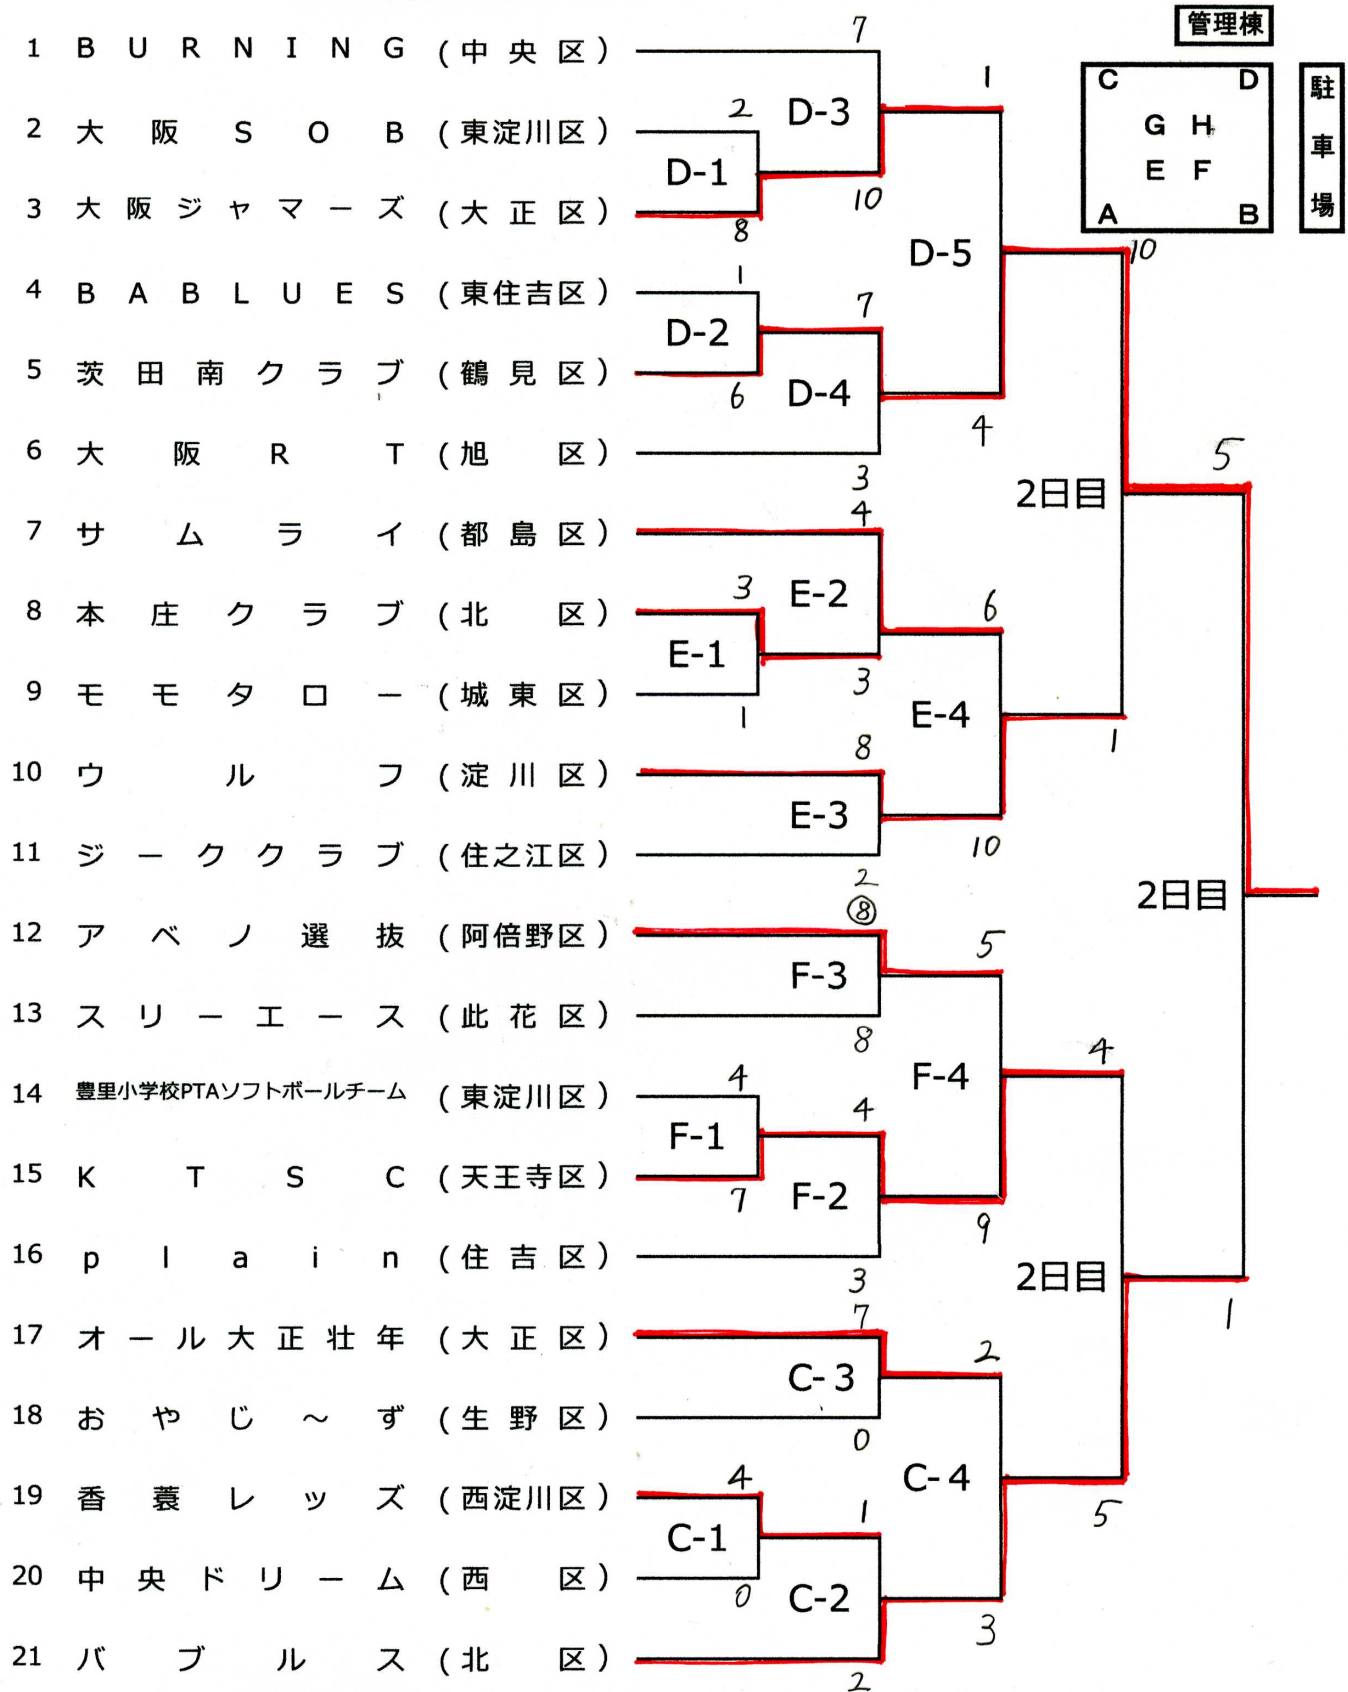 管理棟
C D
G H
E F
A B
駐車場
1 BURNING (中央区)
2 大阪SOB (東淀川区)
3 大阪ジャマーズ (大正区)
4 BABLUES (東住吉区)
5 茨田南クラブ (鶴見区)
6 大阪RT (旭区)
7 サムライ (都島区)
8 本庄クラブ (北区)
9 モモタロー (城東区)
10 ウルフ (淀川区)
11 ジーククラブ (住之江区)
12 アベノ選抜 (阿倍野区)
13 スリーエース (此花区)
14 豊里小学校PTAソフトボールチーム (東淀川区)
15 KTSC (天王寺区)
16 plain (住吉区)
17 オール大正壮年 (大正区)
18 おやじ～ず (生野区)
19 香蓑レッズ (西淀川区)
20 中央ドリーム (西区)
21 バブルス (北区)
2
D-1
8
1
D-2
6
3
E-1
1
4
F-1
7
4
C-1
0
7
D-3
10
7
D-4
3
4
E-2
3
8
E-3
2
⑧
F-3
8
4
F-2
3
7
C-3
0
1
C-2
2
1
D-5
4
6
E-4
10
5
F-4
9
2
C-4
3
10
2日目
1
4
2日目
5
5
2日目
1